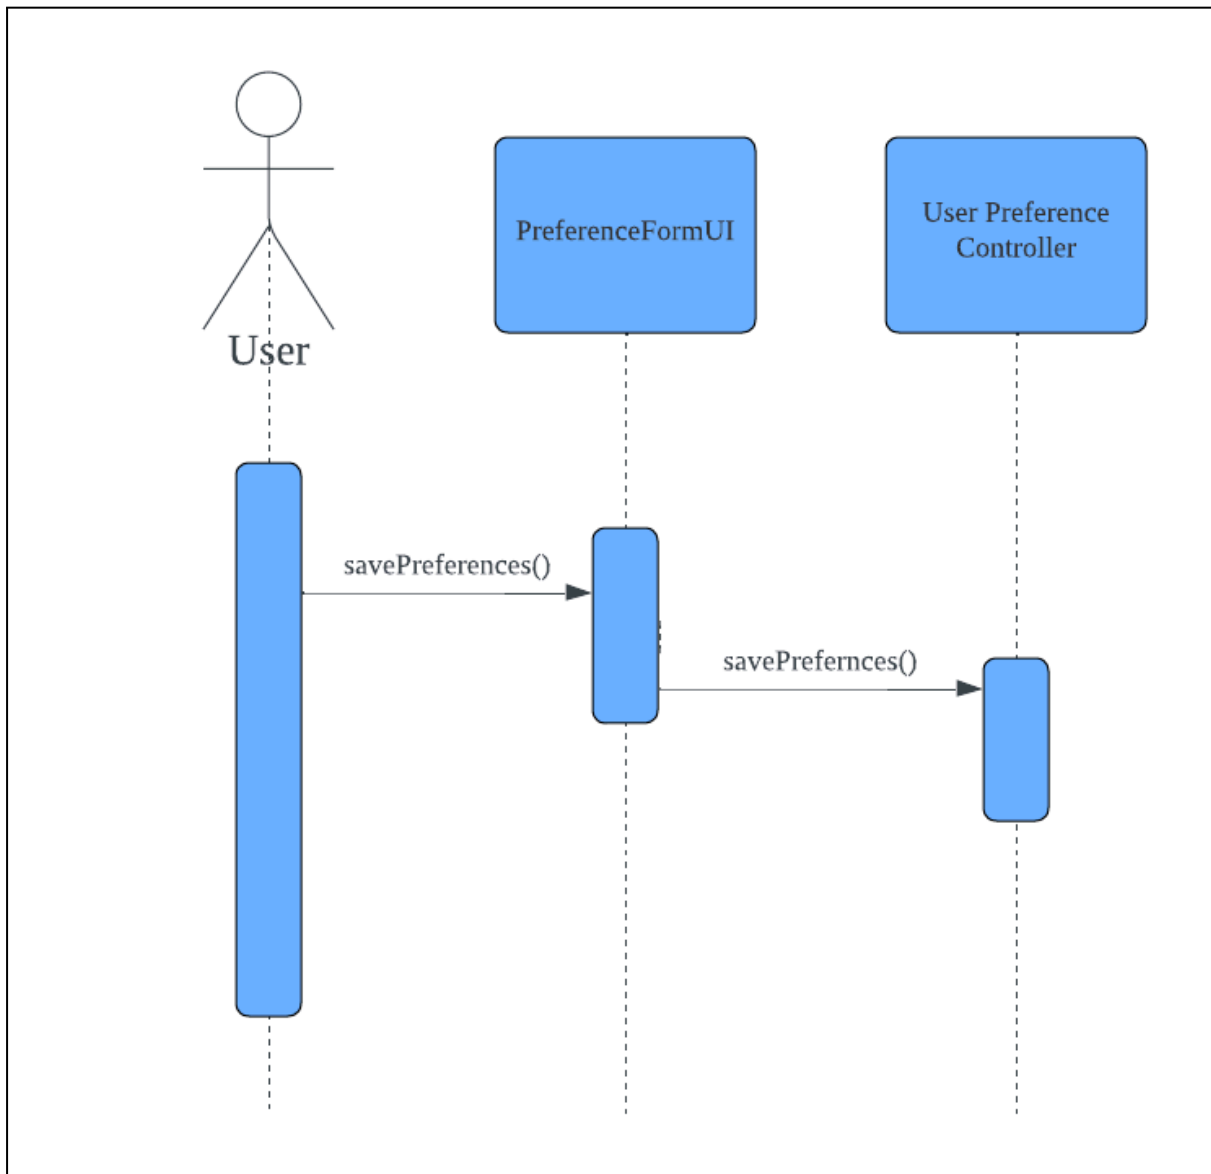 PreferenceFormUI
User Preference
Controller
User
savePreferences()
savePrefernces()